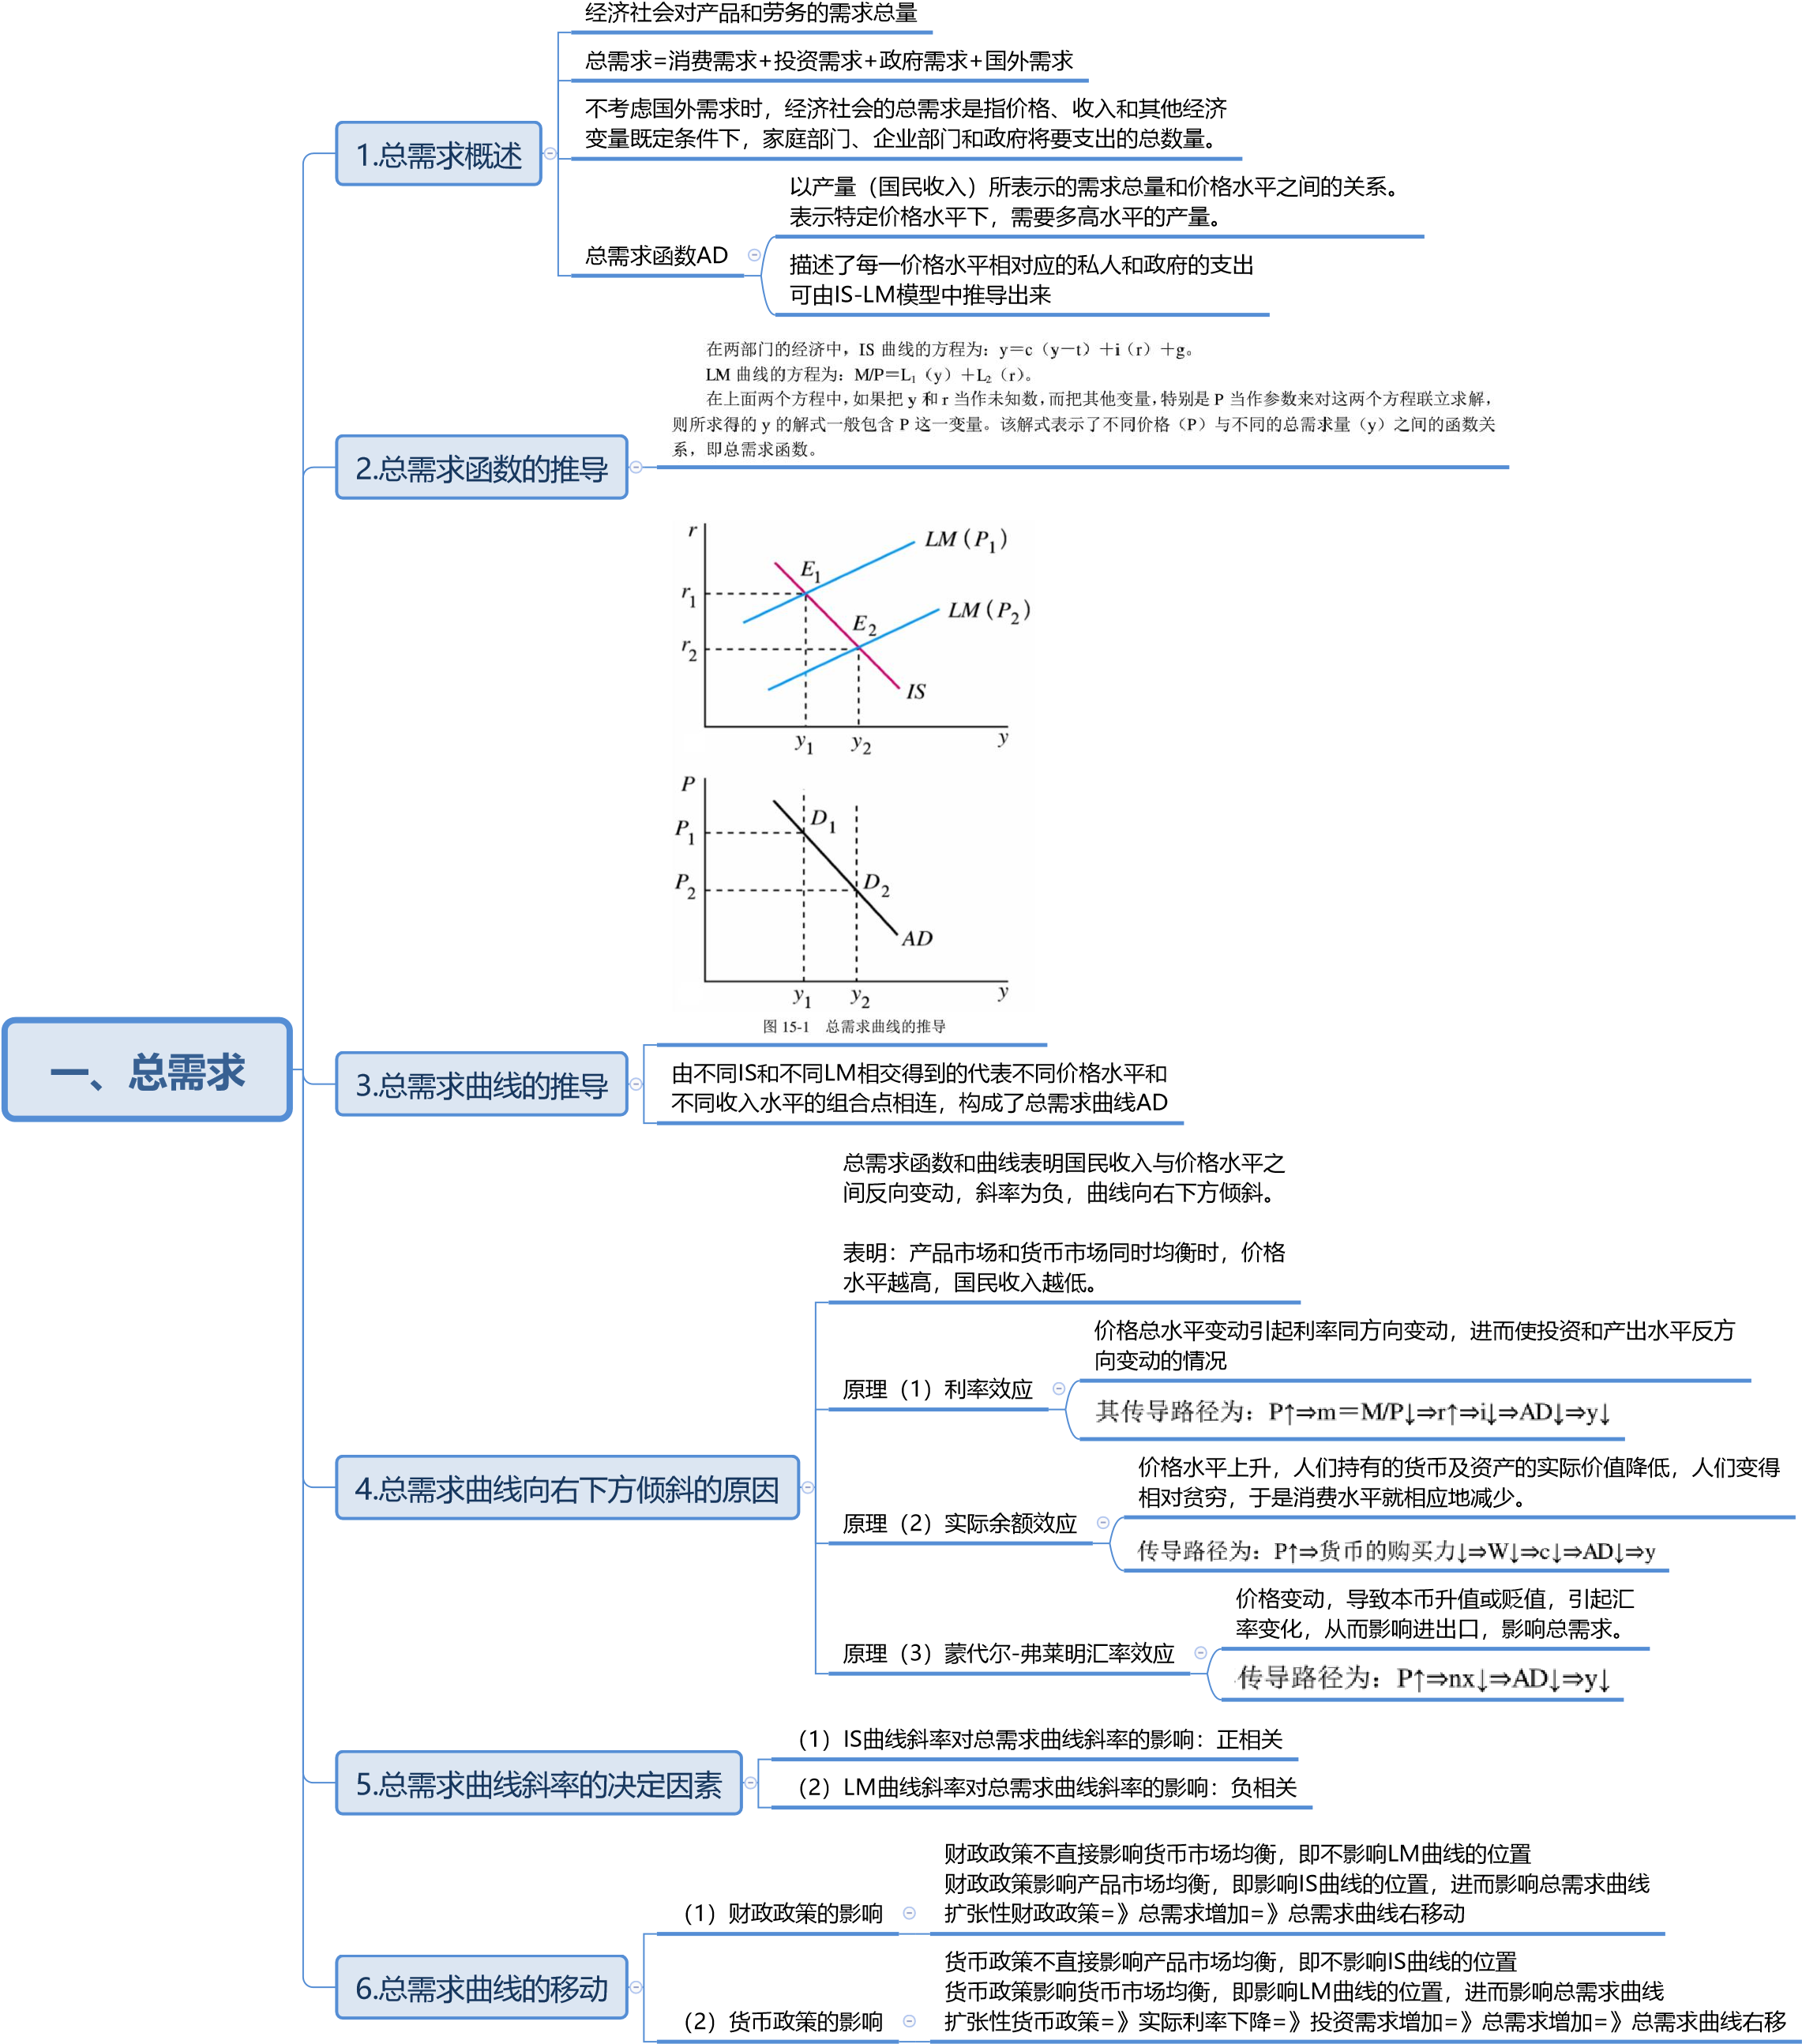 经济社会对产品和劳务的需求总量
总需求=消费需求+投资需求+政府需求+国外需求
不考虑国外需求时，经济社会的总需求是指价格、收入和其他经济
变量既定条件下，家庭部门、企业部门和政府将要支出的总数量。
1.总需求概述
以产量（国民收入）所表示的需求总量和价格水平之间的关系。
表示特定价格水平下，需要多高水平的产量。
总需求函数AD
描述了每一价格水平相对应的私人和政府的支出
可由IS-LM模型中推导出来
在两部门的经济中，IS 曲线的方程为：y＝c（y－t）＋i（r）＋g。
LM 曲线的方程为：M/P＝L₁（y）＋L₂（r）。
在上面两个方程中，如果把 y 和 r 当作未知数，而把其他变量，特别是 P 当作参数来对这两个方程联立求解，
则所求得的 y 的解式一般包含 P 这一变量。该解式表示了不同价格（P）与不同的总需求量（y）之间的函数关
系，即总需求函数。
2.总需求函数的推导
r
LM（P₁）
E₁
r₁
LM（P₂）
E₂
r₂
IS
y₁ y₂ y
P
D₁
P₁
P₂ D₂
AD
y₁ y₂ y
图 15-1 总需求曲线的推导
一、总需求
3.总需求曲线的推导
由不同IS和不同LM相交得到的代表不同价格水平和
不同收入水平的组合点相连，构成了总需求曲线AD
总需求函数和曲线表明国民收入与价格水平之
间反向变动，斜率为负，曲线向右下方倾斜。
表明：产品市场和货币市场同时均衡时，价格
水平越高，国民收入越低。
价格总水平变动引起利率同方向变动，进而使投资和产出水平反方
向变动的情况
原理（1）利率效应
其传导路径为：P↑⇒m＝M/P↓⇒r↑⇒i↓⇒AD↓⇒y↓
4.总需求曲线向右下方倾斜的原因
价格水平上升，人们持有的货币及资产的实际价值降低，人们变得
相对贫穷，于是消费水平就相应地减少。
原理（2）实际余额效应
传导路径为：P↑⇒货币的购买力↓⇒W↓⇒c↓⇒AD↓⇒y
价格变动，导致本币升值或贬值，引起汇
率变化，从而影响进出口，影响总需求。
原理（3）蒙代尔-弗莱明汇率效应
传导路径为：P↑⇒nx↓⇒AD↓⇒y↓
5.总需求曲线斜率的决定因素
（1）IS曲线斜率对总需求曲线斜率的影响：正相关
（2）LM曲线斜率对总需求曲线斜率的影响：负相关
6.总需求曲线的移动
（1）财政政策的影响
财政政策不直接影响货币市场均衡，即不影响LM曲线的位置
财政政策影响产品市场均衡，即影响IS曲线的位置，进而影响总需求曲线
扩张性财政政策=》总需求增加=》总需求曲线右移动
（2）货币政策的影响
货币政策不直接影响产品市场均衡，即不影响IS曲线的位置
货币政策影响货币市场均衡，即影响LM曲线的位置，进而影响总需求曲线
扩张性货币政策=》实际利率下降=》投资需求增加=》总需求增加=》总需求曲线右移